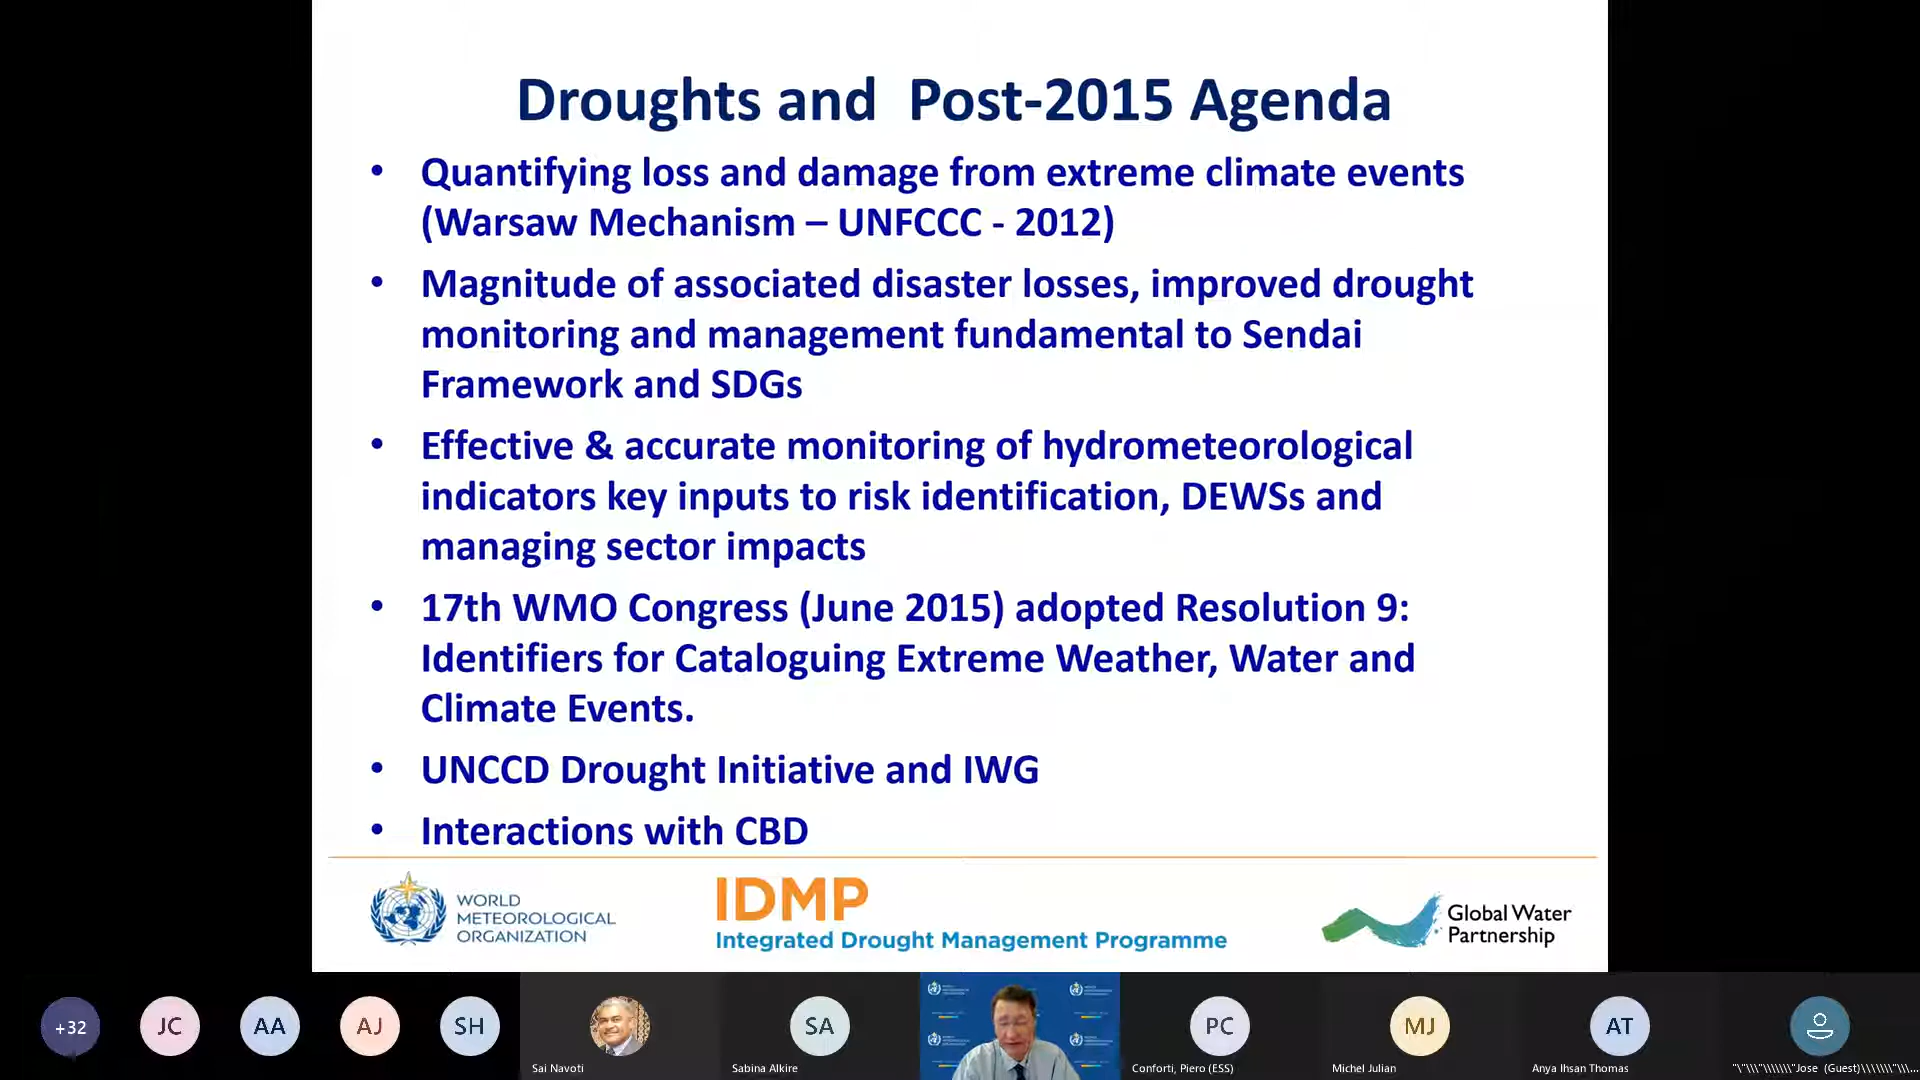 Droughts and Post-2015 Agenda
• Quantifying loss and damage from extreme climate events
(Warsaw Mechanism – UNFCCC - 2012)
• Magnitude of associated disaster losses, improved drought
monitoring and management fundamental to Sendai
Framework and SDGs
• Effective & accurate monitoring of hydrometeorological
indicators key inputs to risk identification, DEWSs and
managing sector impacts
• 17th WMO Congress (June 2015) adopted Resolution 9:
Identifiers for Cataloguing Extreme Weather, Water and
Climate Events.
• UNCCD Drought Initiative and IWG
• Interactions with CBD
WORLD
METEOROLOGICAL
ORGANIZATION
IDMP
Integrated Drought Management Programme
Global Water
Partnership
+32
JC
AA
AJ
SH
SA
PC
MJ
AT
Sai Navoti
Sabina Alkire
Conforti, Piero (ESS)
Michel Julian
Anya Ihsan Thomas
"\"\\\"\\\\\\\"Jose (Guest)\\\\\\\"\\\...